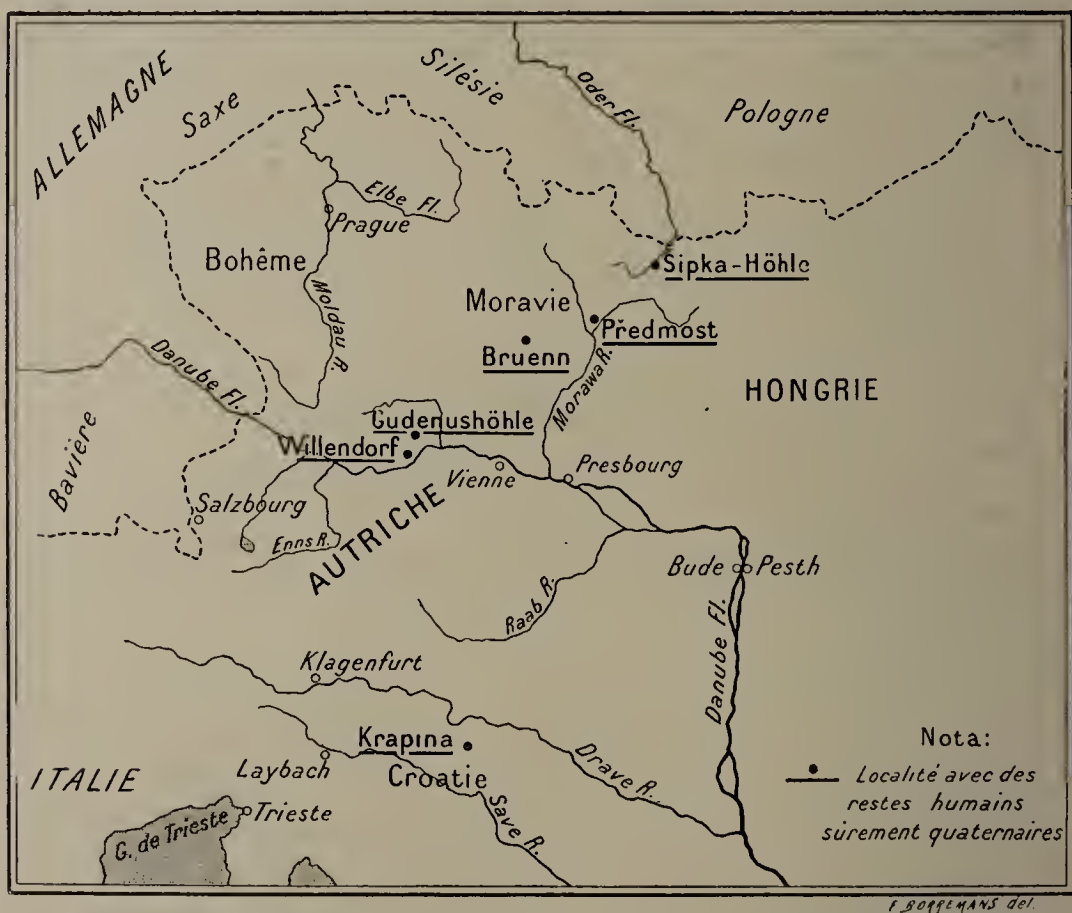 ALLEMAGNE
Saxe
Silésie
Oder Fl.
Pologne
Elbe Fl.
Prague
Bohême
Moldau R.
Sipka-Höhle
Moravie
Předmost
Bruenn
Morawa R.
HONGRIE
Danube Fl.
Bavière
Gudenushöhle
Willendorf
Vienne
Presbourg
Salzbourg
Enns R.
AUTRICHE
Bude
Pesth
Raab R.
Danube Fl.
Klagenfurt
Krapina
Laybach
Croatie
Drave R.
Save R.
ITALIE
Trieste
G. de Trieste
Nota:
Localité avec des
restes humains
sûrement quaternaires
F. BORREMANS del.